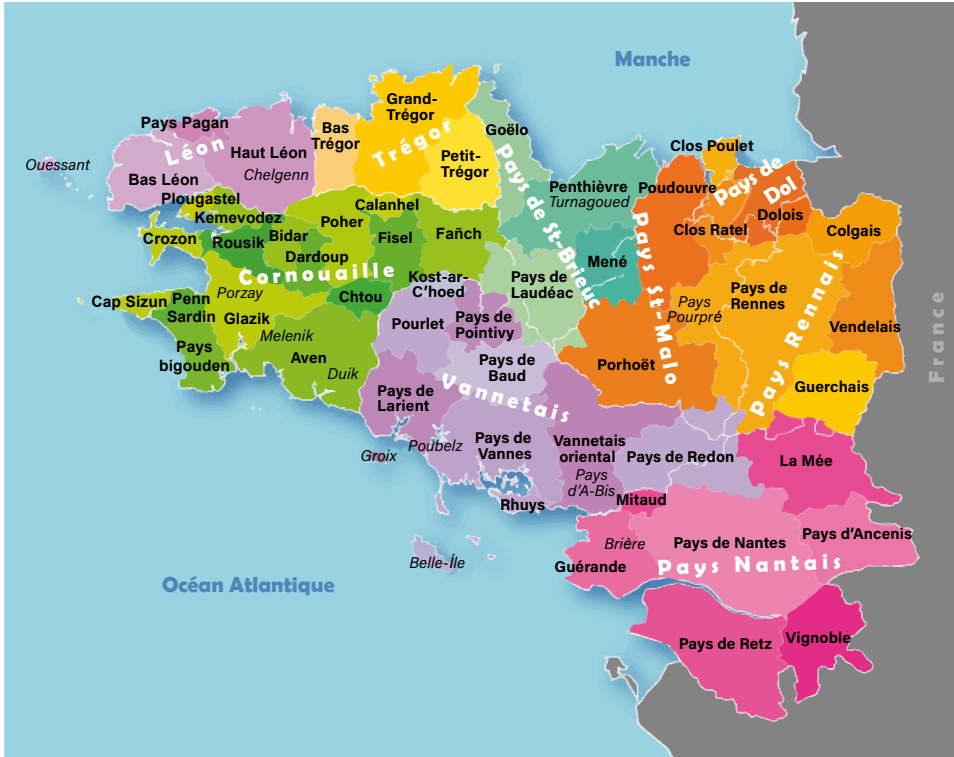 Manche
Grand-
Trégor
Pays Pagan
Bas
Trégor
Trégor
Goëlo
Léon
Haut Léon
Petit-
Trégor
Clos Poulet
Ouessant
Chelgenn
Pays de
Dol
Bas Léon
Penthièvre
Poudouvre
Plougastel
Calanhel
Turnagoued
Kemevodez
Poher
Dolois
Crozon
Rousik
Bidar
Fisel
Fañch
Clos Ratel
Colgais
Dardoup
Pays de St-Brieuc
Mené
Cornouaille
Kost-ar-
C'hoed
Pays de
Laudéac
Pays St-Malo
Pays de
Rennes
Cap Sizun
Penn
Sardin
Porzay
Chtou
Pays
Pourpré
Pays Rennais
Glazik
Melenik
Pourlet
Pays de
Pointivy
Vendelais
France
Pays
bigouden
Aven
Duik
Pays de
Baud
Porhoët
Guerchais
Pays de
Larient
Vannetais
Poubelz
Pays de
Vannes
Vannetais
oriental
Pays de Redon
La Mée
Groix
Pays
d'A-Bis
Rhuys
Mitaud
Brière
Pays de Nantes
Pays d'Ancenis
Belle-Île
Guérande
Pays Nantais
Océan Atlantique
Pays de Retz
Vignoble